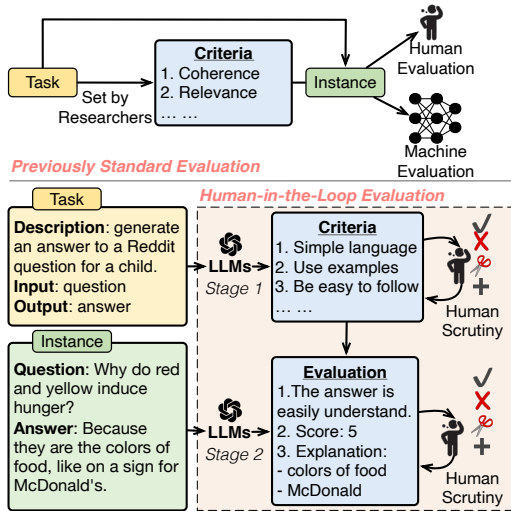 Task
Set by
Researchers
Criteria
1. Coherence
2. Relevance
... ...
Instance
Human
Evaluation
Machine
Evaluation
Previously Standard Evaluation
Human-in-the-Loop Evaluation
Task
Description: generate
an answer to a Reddit
question for a child.
Input: question
Output: answer
LLMs
Stage 1
Criteria
1. Simple language
2. Use examples
3. Be easy to follow
... ...
Human
Scrutiny
Instance
Question: Why do red
and yellow induce
hunger?
Answer: Because
they are the colors of
food, like on a sign for
McDonald's.
LLMs
Stage 2
Evaluation
1.The answer is
easily understand.
2. Score: 5
3. Explanation:
- colors of food
- McDonald
Human
Scrutiny